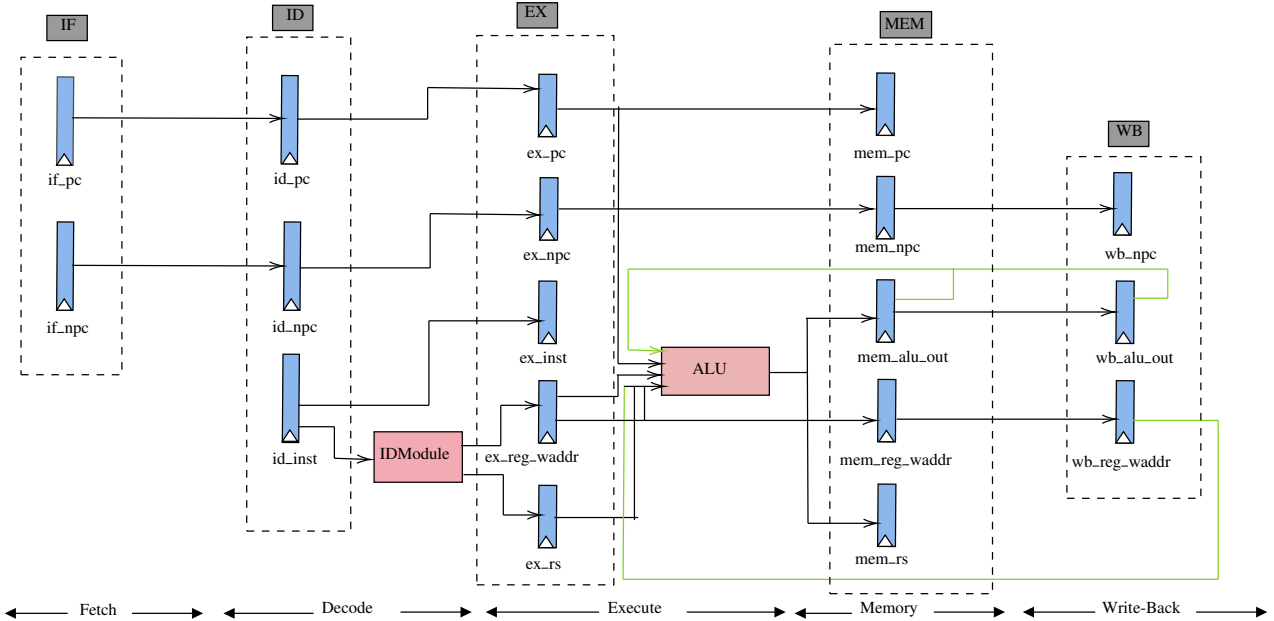 IF
ID
EX
MEM
WB
if_pc
id_pc
ex_pc
mem_pc
if_npc
id_npc
ex_npc
mem_npc
wb_npc
ex_inst
ALU
mem_alu_out
wb_alu_out
id_inst
IDModule
ex_reg_waddr
mem_reg_waddr
wb_reg_waddr
ex_rs
mem_rs
Fetch
Decode
Execute
Memory
Write-Back